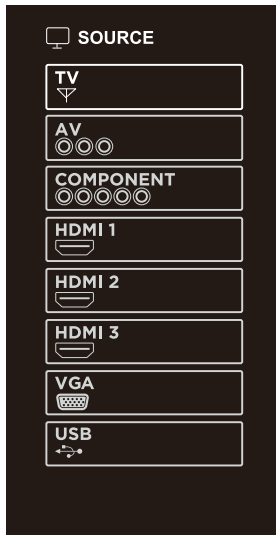 SOURCE
TV
AV
COMPONENT
HDMI 1
HDMI 2
HDMI 3
VGA
USB